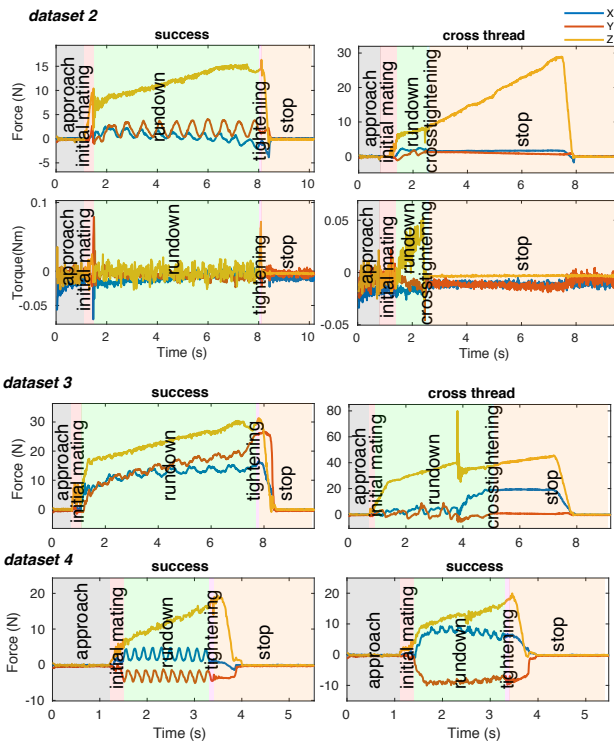 dataset 2
X
Y
Z
success
cross thread
Force (N)
15
10
5
0
-5
approach
initial mating
rundown
tightening
stop
0
2
4
6
8
10
30
20
10
0
approach
initial mating
rundown
crosstightening
stop
0
2
4
6
8
Torque(Nm)
0.1
0
-0.05
approach
initial mating
rundown
tightening
stop
0
2
4
6
8
10
Time (s)
0.05
0
-0.05
approach
initial mating
rundown
crosstightening
stop
0
2
4
6
8
Time (s)
dataset 3
success
cross thread
Force (N)
40
30
20
10
0
approach
initial mating
rundown
tightening
stop
0
2
4
6
8
80
60
40
20
0
approach
initial mating
rundown
crosstightening
stop
0
2
4
6
8
10
dataset 4
success
success
Force (N)
20
10
0
-10
approach
initial mating
rundown
tightening
stop
0
1
2
3
4
5
Time (s)
20
10
0
-10
approach
initial mating
rundown
tightening
stop
0
1
2
3
4
5
Time (s)